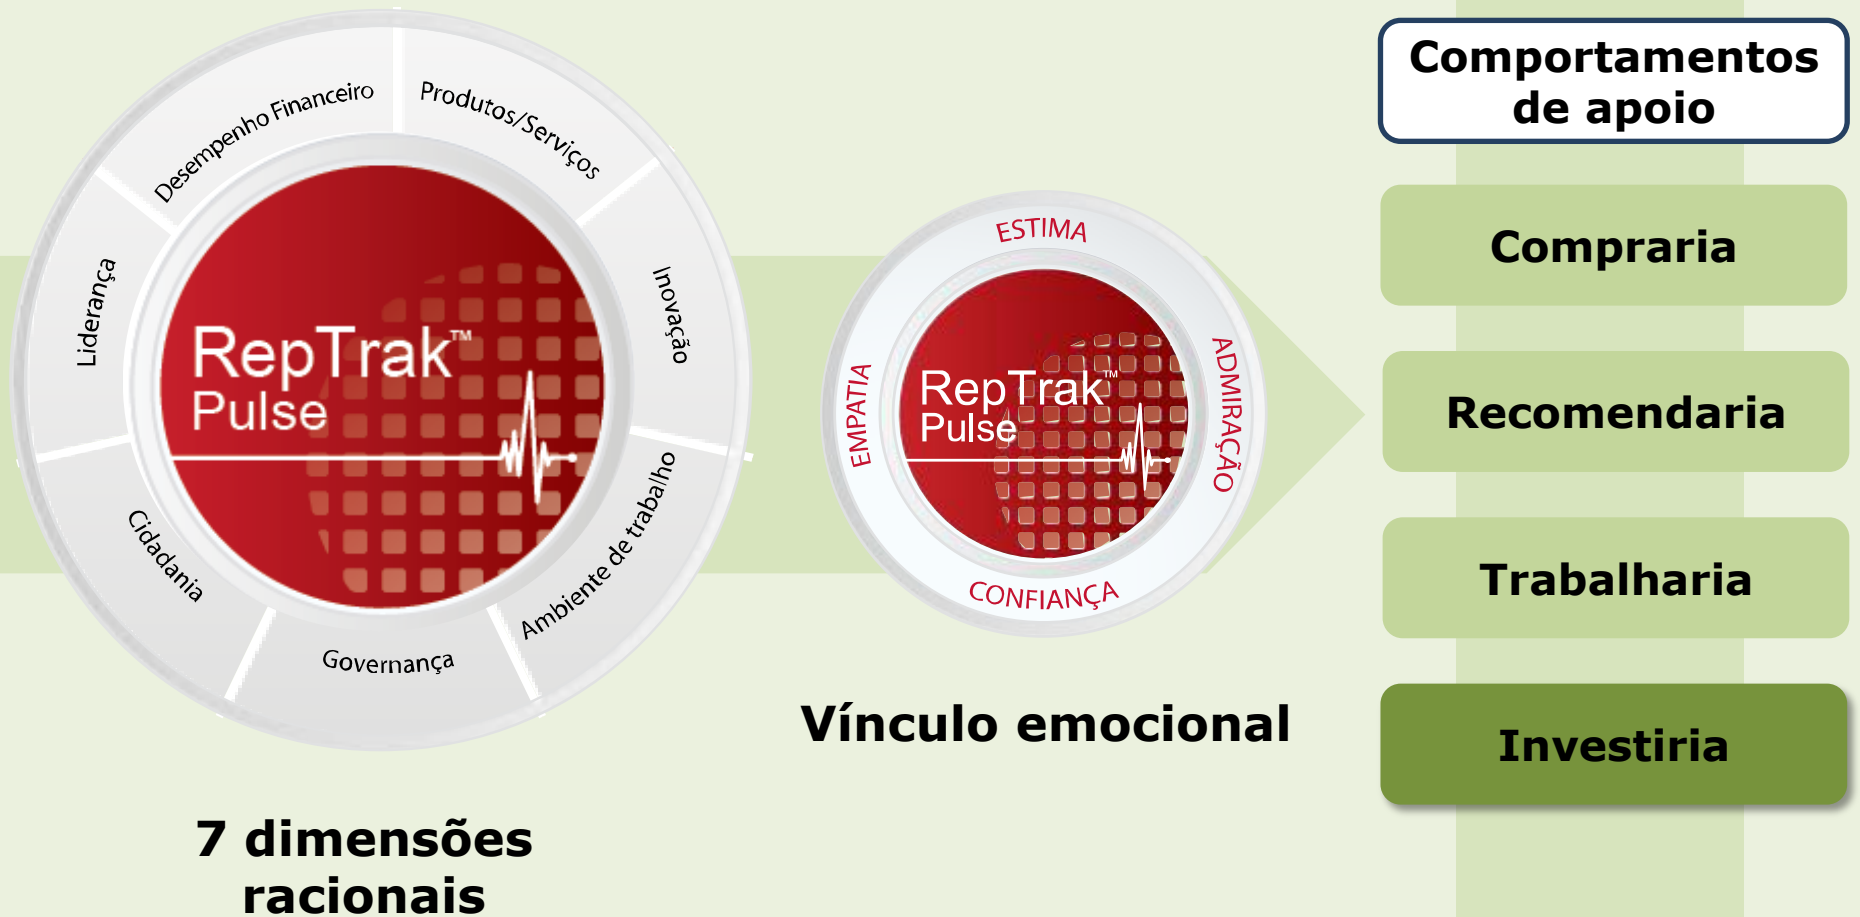 Desempenho Financeiro
Produtos/Serviços
Inovação
Ambiente de trabalho
Governança
Cidadania
Liderança
RepTrak™
Pulse
7 dimensões
racionais
ESTIMA
ADMIRAÇÃO
CONFIANÇA
EMPATIA
RepTrak™
Pulse
Vínculo emocional
Comportamentos
de apoio
Compraria
Recomendaria
Trabalharia
Investiria